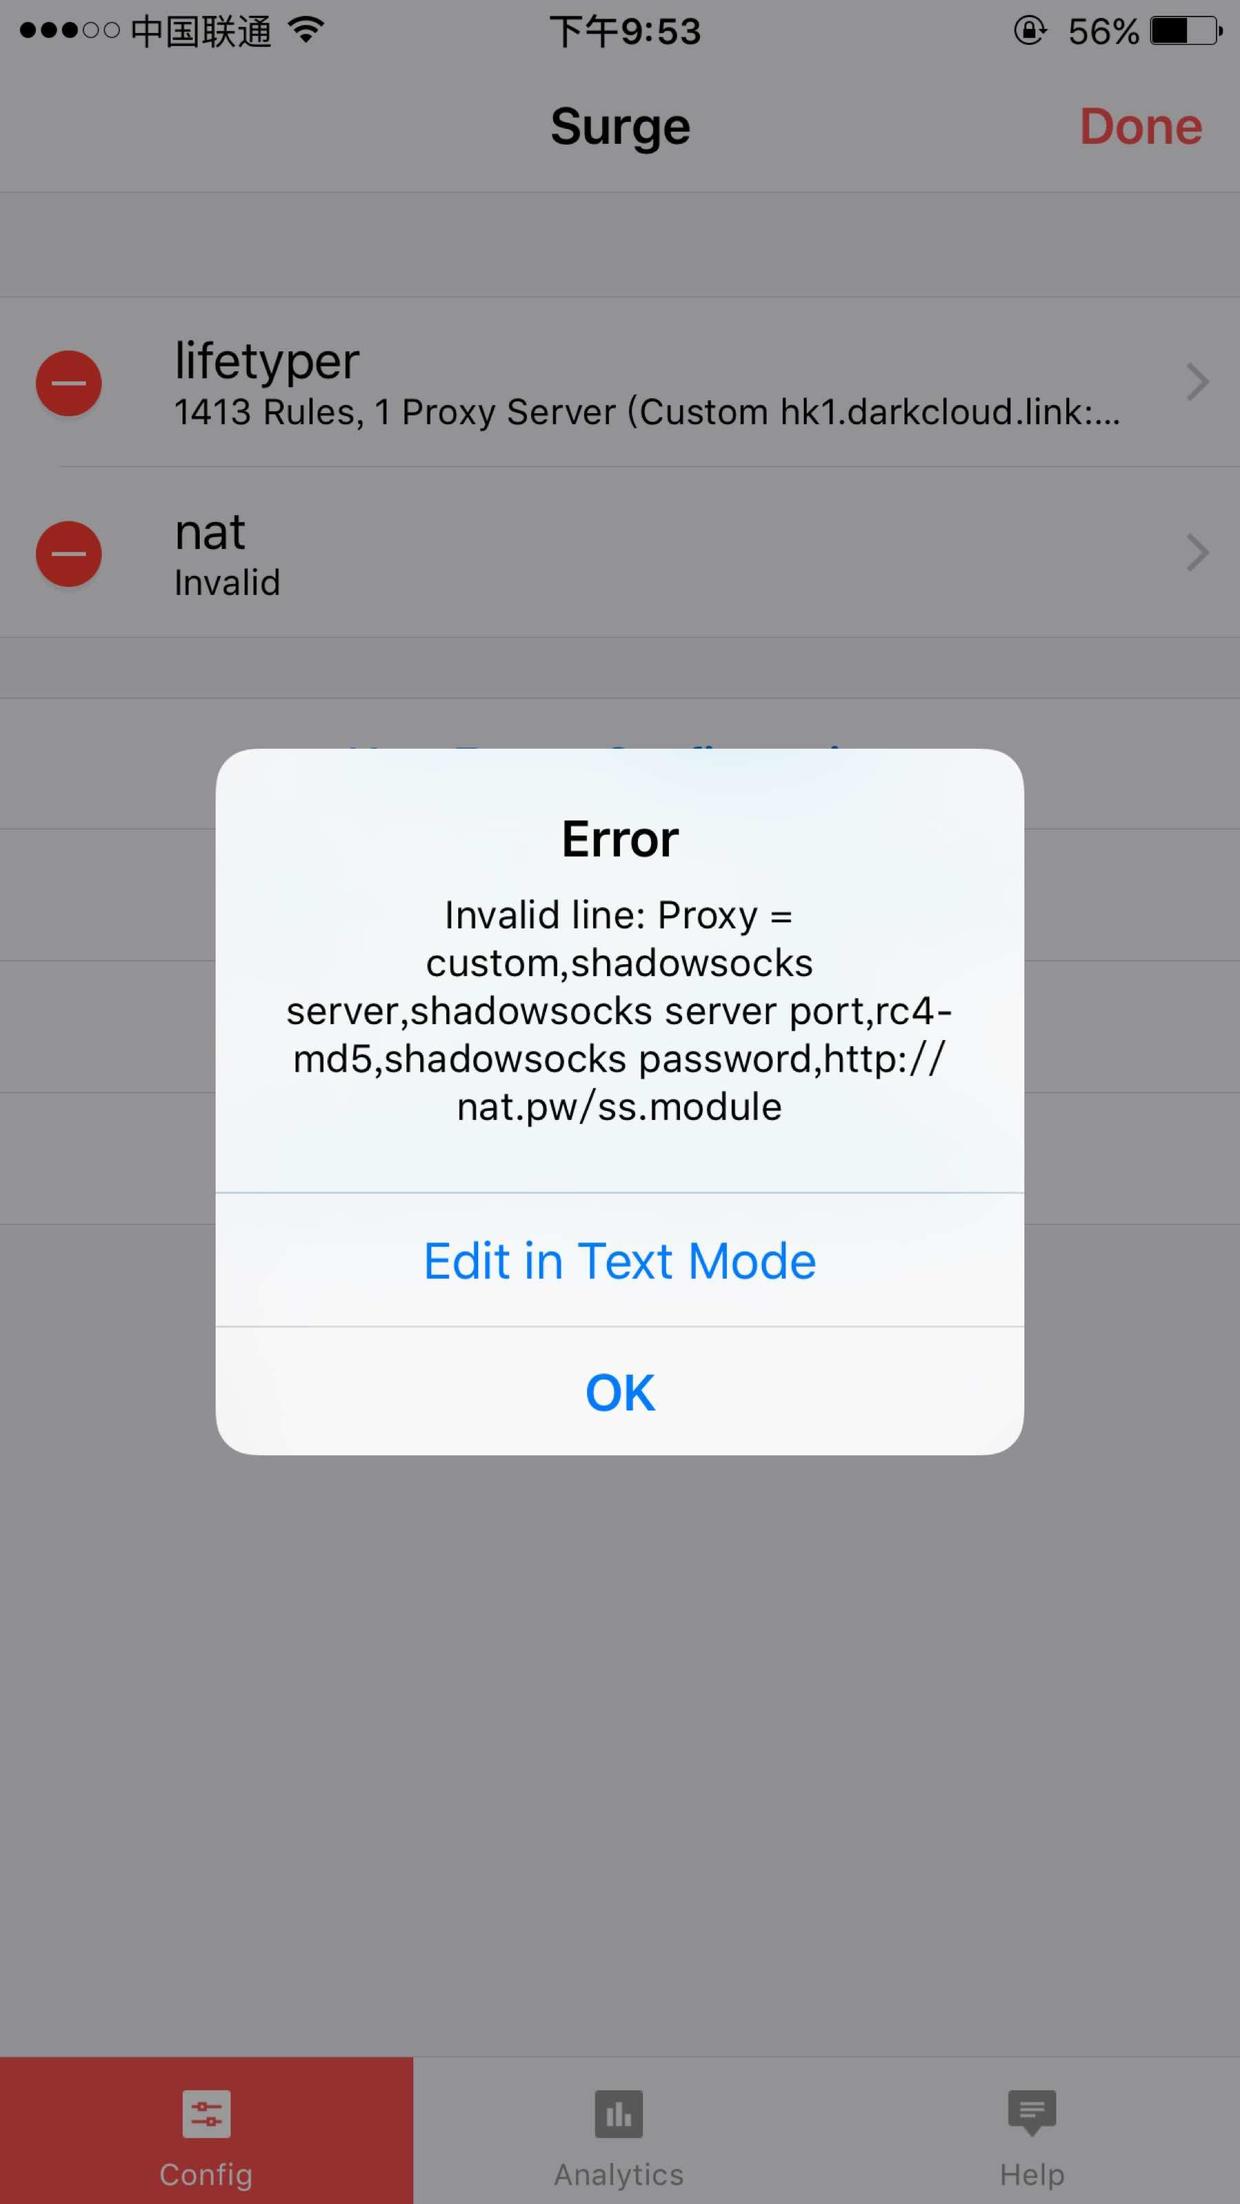 中国联通
下午9:53
56%
Surge
Done
lifetyper
1413 Rules, 1 Proxy Server (Custom hk1.darkcloud.link:...
nat
Invalid
Error
Invalid line: Proxy =
custom,shadowsocks
server,shadowsocks server port,rc4-
md5,shadowsocks password,http://
nat.pw/ss.module
Edit in Text Mode
OK
Config
Analytics
Help